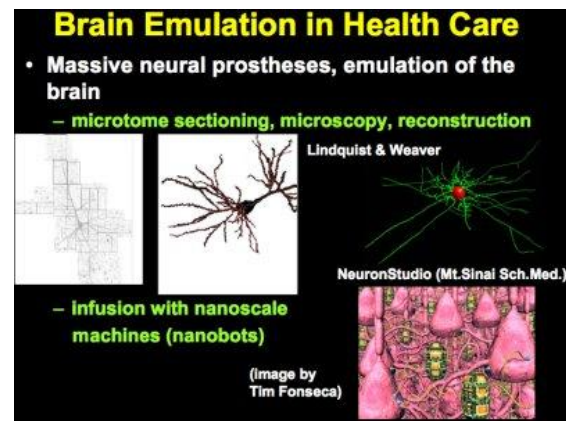 Brain Emulation in Health Care
• Massive neural prostheses, emulation of the
brain
– microtome sectioning, microscopy, reconstruction
Lindquist & Weaver
NeuronStudio (Mt.Sinai Sch.Med.)
– infusion with nanoscale
machines (nanobots)
(image by
Tim Fonseca)